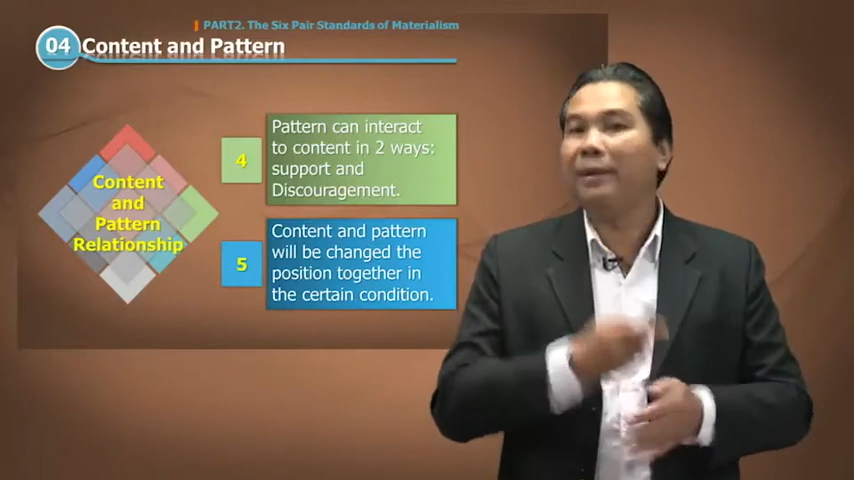 PART2. The Six Pair Standards of Materialism
04 Content and Pattern
Content
and
Pattern
Relationship
4
Pattern can interact
to content in 2 ways:
support and
Discouragement.
5
Content and pattern
will be changed the
position together in
the certain condition.